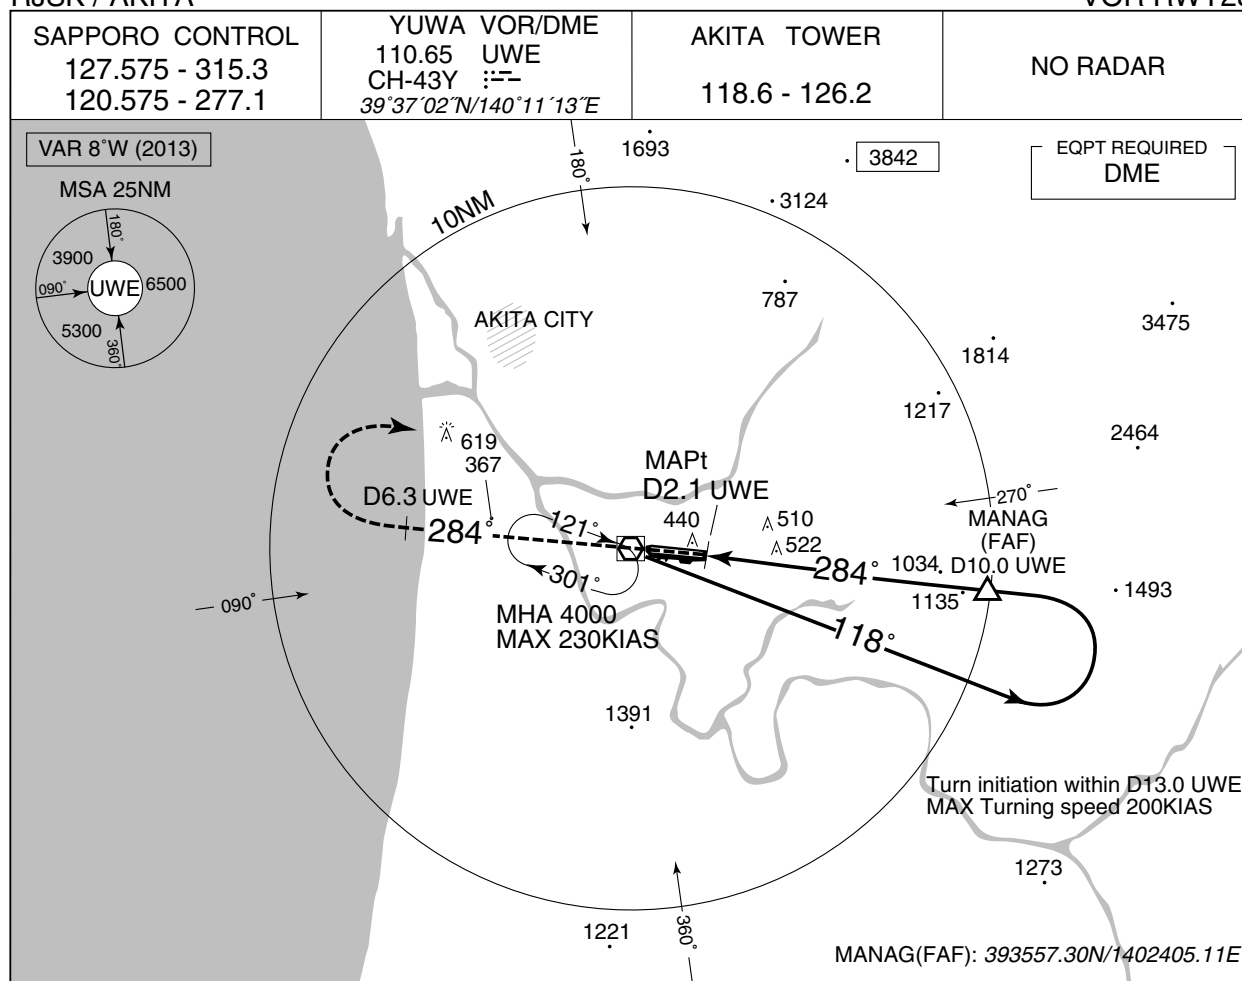 RJSK / AKITA
VOR RWY28
SAPPORO CONTROL
127.575 - 315.3
120.575 - 277.1
YUWA VOR/DME
110.65 UWE
CH-43Y
39°37´02˝N/140°11´13˝E
AKITA TOWER
118.6 - 126.2
NO RADAR
VAR 8°W (2013)
MSA 25NM
180°
3900
090°
UWE
6500
5300
360°
180°
1693
3842
EQPT REQUIRED
DME
10NM
3124
787
AKITA CITY
3475
1814
1217
2464
619
367
MAPt
D2.1 UWE
D6.3 UWE
270°
MANAG
(FAF)
D10.0 UWE
284°
121°
440
510
522
301°
284°
1034
1135
1493
090°
MHA 4000
MAX 230KIAS
118°
1391
Turn initiation within D13.0 UWE
MAX Turning speed 200KIAS
1273
360°
1221
MANAG(FAF): 393557.30N/1402405.11E